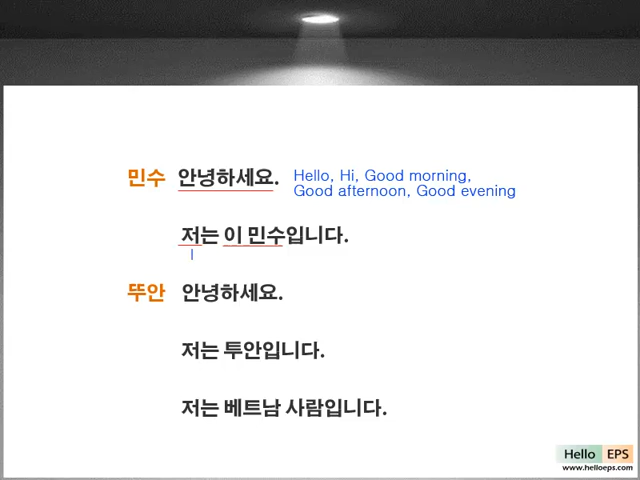 민수 안녕하세요. Hello, Hi, Good morning,
Good afternoon, Good evening
저는 이 민수입니다.
I
뚜안 안녕하세요.
저는 투안입니다.
저는 베트남 사람입니다.
Hello EPS
www.helloeps.com